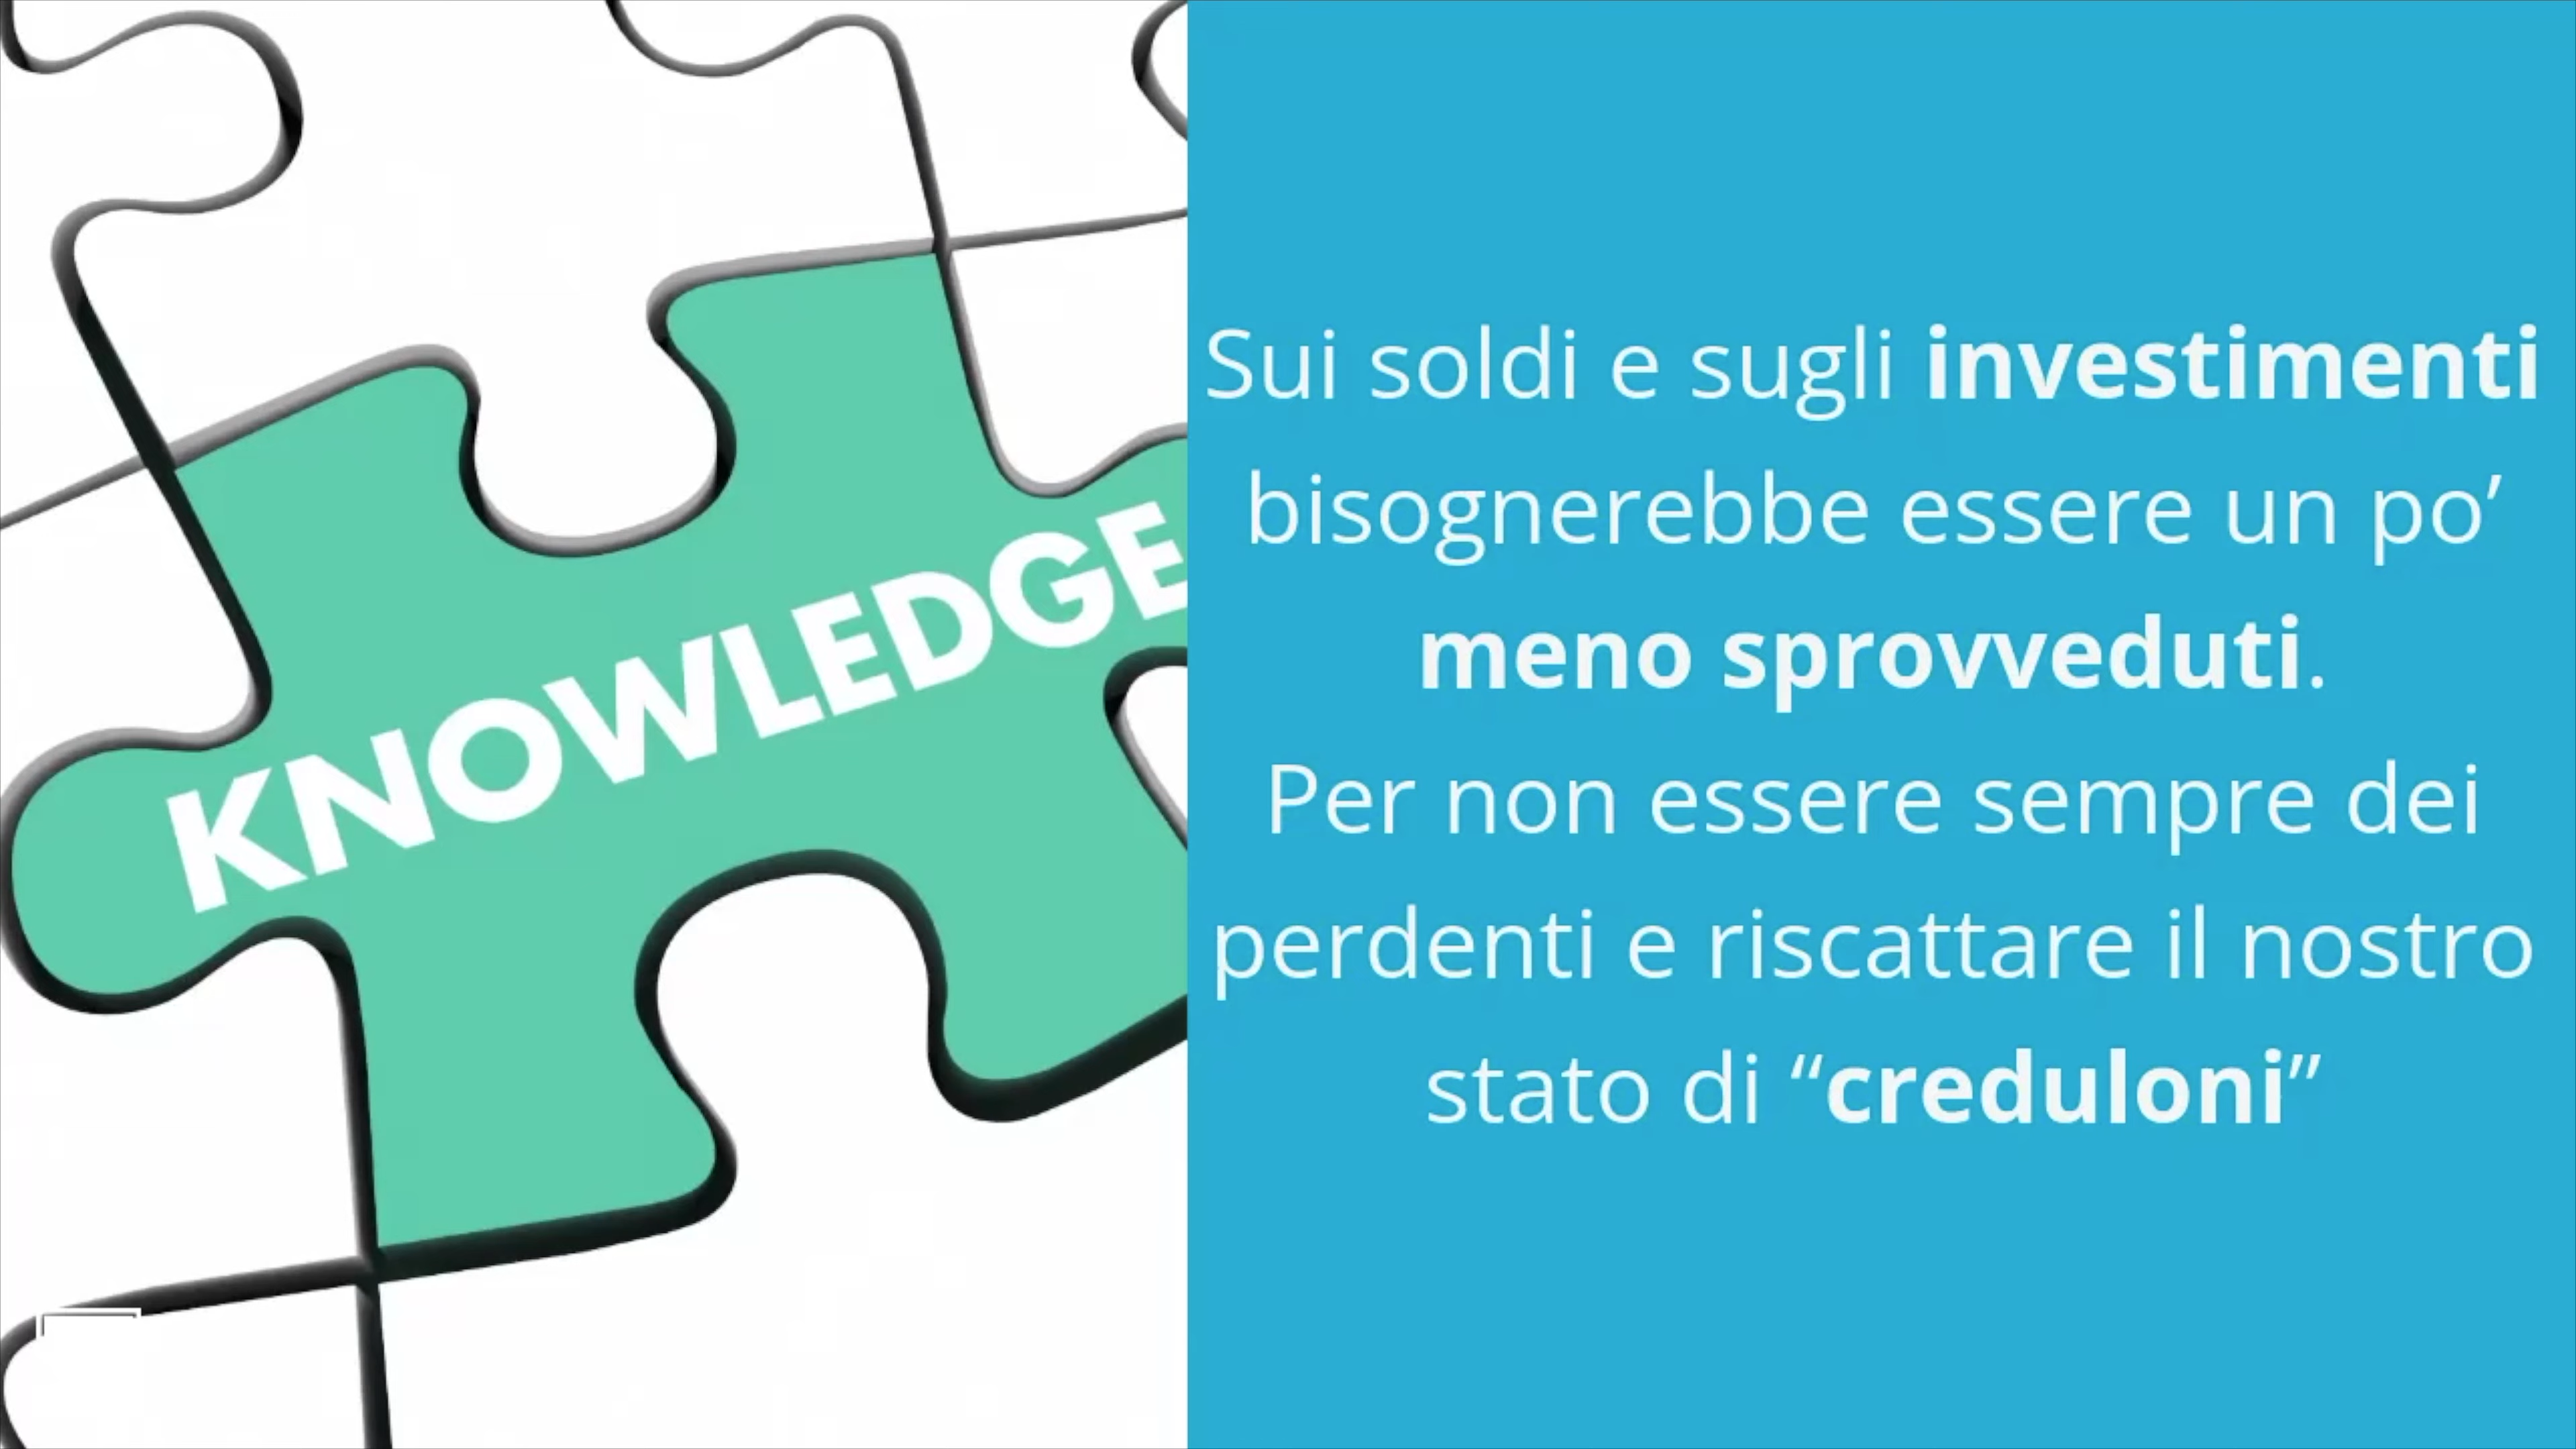 KNOWLEDGE
Sui soldi e sugli investimenti
bisognerebbe essere un po’
meno sprovveduti.
Per non essere sempre dei
perdenti e riscattare il nostro
stato di “creduloni”